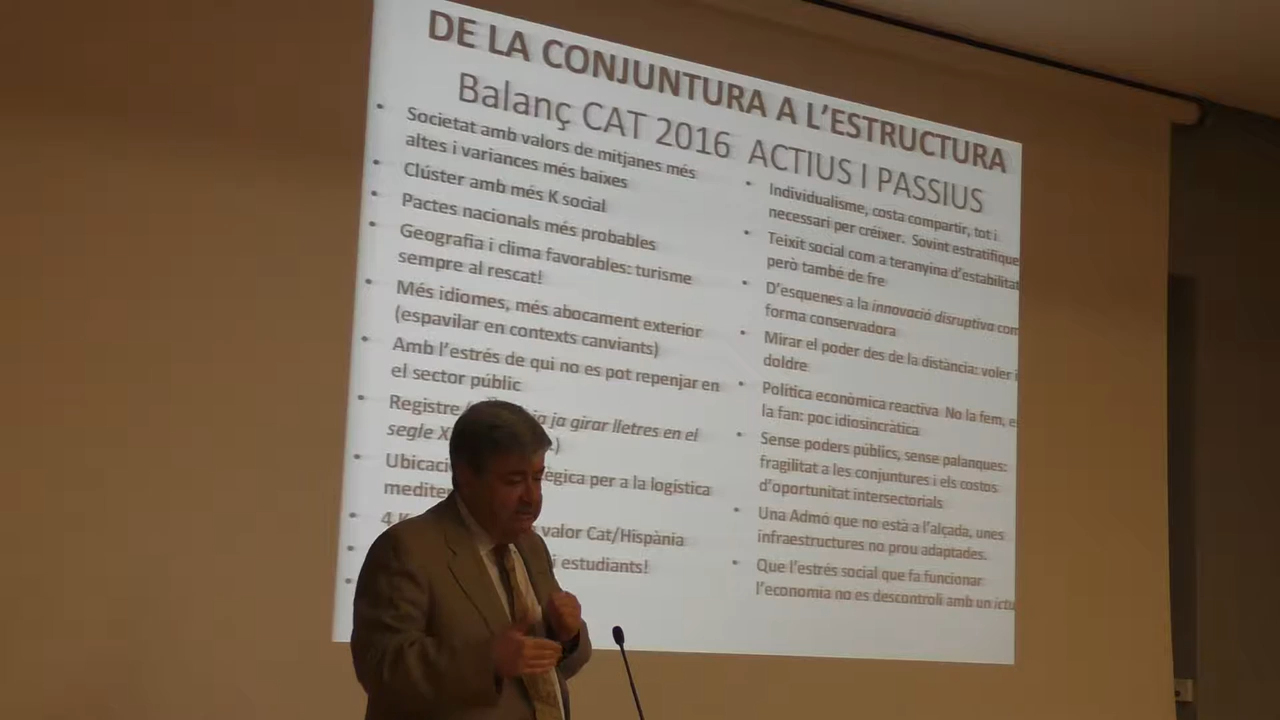 DE LA CONJUNTURA A L'ESTRUCTURA
Balanç CAT 2016 ACTIUS I PASSIUS
• Societat amb valors de mitjanes més
altes i variances més baixes
• Clúster amb més K social
• Pactes nacionals més probables
• Geografia i clima favorables: turisme
sempre al rescat!
• Més idiomes, més abocament exterior
(espavilar en contexts canviants)
• Amb l'estrés de qui no es pot repenjar en
el sector públic
• Registre ja girar lletres en el
segle
• per a la logística
• 4 valor Cat/Hispània
• i estudiants!
•
• Individualisme, costa compartir, tot i
necessari per créixer. Sovint estratifique
• Teixit social com a teranyina d'estabilitat
però també de fre
• D'esquenes a la innovació disruptiva com
forma conservadora
• Mirar el poder des de la distància: voler i
doldre
• Política econòmica reactiva No la fem, e
la fan: poc idiosincràtica
• Sense poders públics, sense palanques:
fragilitat a les conjuntures i els costos
d'oportunitat intersectorials
• Una Admó que no està a l'alçada, unes
infraestructures no prou adaptades.
• Que l'estrés social que fa funcionar
l'economia no es descontroli amb un ictu